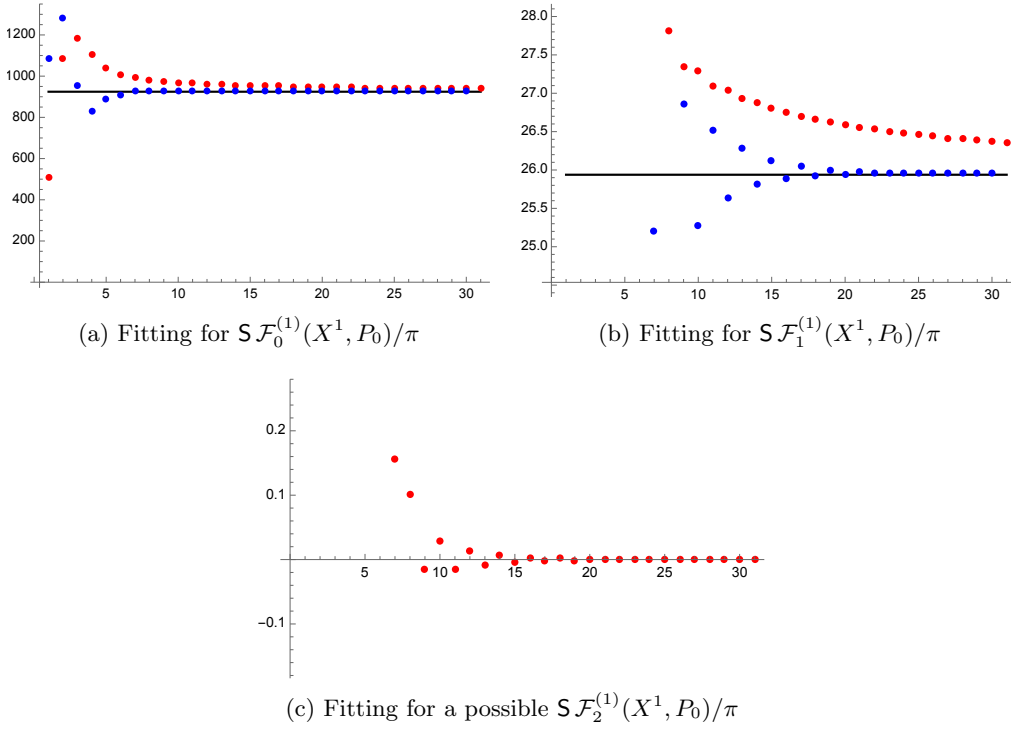 1200
1000
800
600
400
200
5 10 15 20 25 30
(a) Fitting for S F₀⁽¹⁾(X¹, P₀)/π
28.0
27.5
27.0
26.5
26.0
25.5
25.0
5 10 15 20 25 30
(b) Fitting for S F₁⁽¹⁾(X¹, P₀)/π
0.2
0.1
5 10 15 20 25 30
−0.1
(c) Fitting for a possible S F₂⁽¹⁾(X¹, P₀)/π